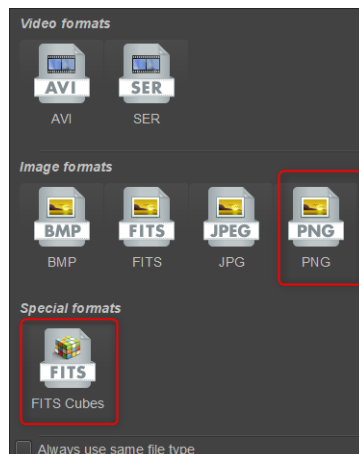 Video formats
AVI SER
AVI SER
Image formats
BMP FITS JPEG PNG
BMP FITS JPG PNG
Special formats
FITS
FITS Cubes
Always use same file type